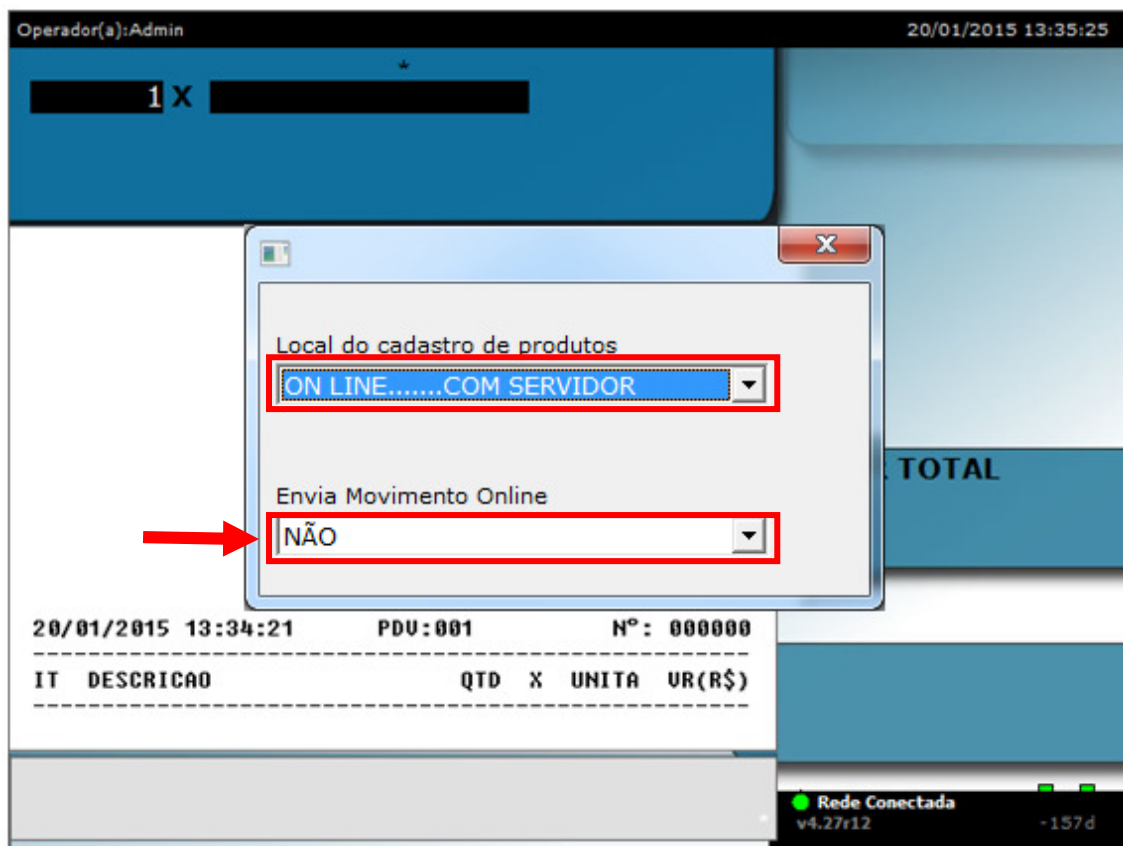 Operador(a):Admin 20/01/2015 13:35:25
*
1 X
Local do cadastro de produtos
ON LINE.......COM SERVIDOR
TOTAL
Envia Movimento Online
NÃO
20/01/2015 13:34:21 PDV:001 Nº: 000000
IT DESCRICAO QTD X UNITA VR(R$)
Rede Conectada
v4.27r12 -157d